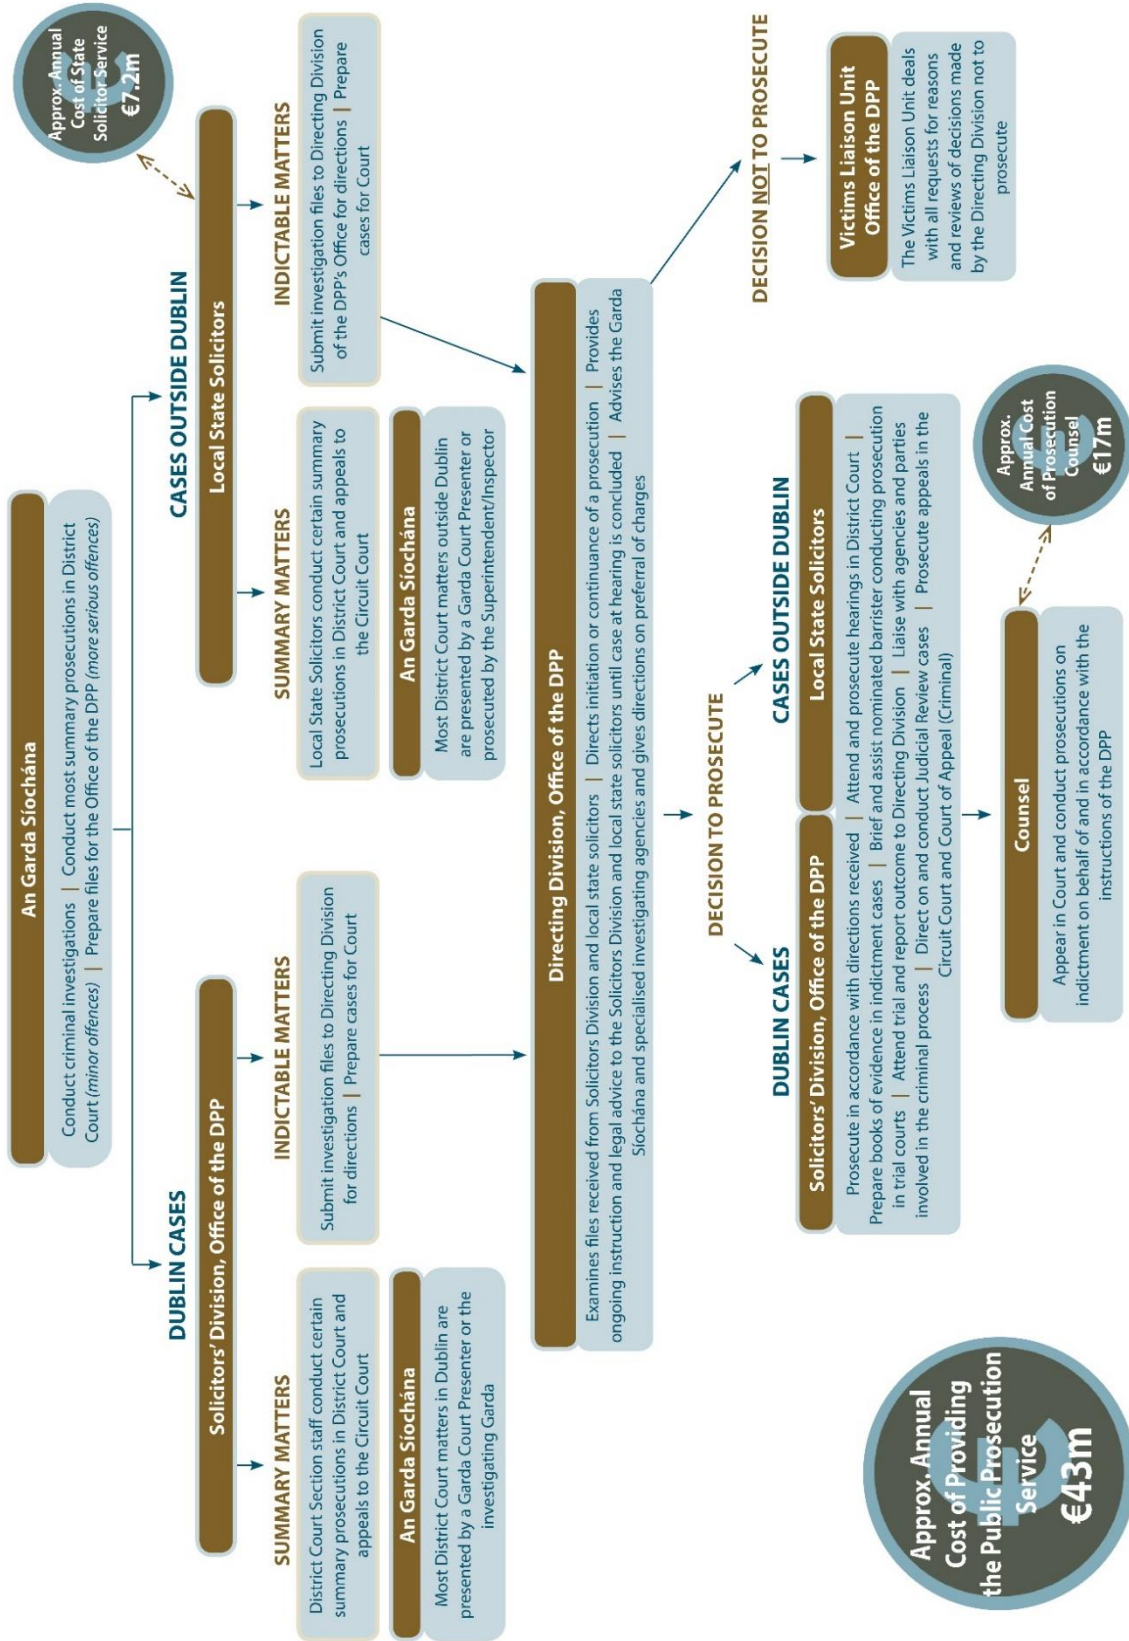 An Garda Síochána
Conduct criminal investigations | Conduct most summary prosecutions in District
Court (minor offences) | Prepare files for the Office of the DPP (more serious offences)
DUBLIN CASES
Solicitors' Division, Office of the DPP
SUMMARY MATTERS
District Court Section staff conduct certain
summary prosecutions in District Court and
appeals to the Circuit Court
An Garda Síochána
Most District Court matters in Dublin are
presented by a Garda Court Presenter or the
investigating Garda
INDICTABLE MATTERS
Submit investigation files to Directing Division
for directions | Prepare cases for Court
CASES OUTSIDE DUBLIN
Local State Solicitors
Approx. Annual
Cost of State
Solicitor Service
€7.2m
SUMMARY MATTERS
Local State Solicitors conduct certain summary
prosecutions in District Court and appeals to
the Circuit Court
An Garda Síochána
Most District Court matters outside Dublin
are presented by a Garda Court Presenter or
prosecuted by the Superintendent/Inspector
INDICTABLE MATTERS
Submit investigation files to Directing Division
of the DPP's Office for directions | Prepare
cases for Court
Directing Division, Office of the DPP
Examines files received from Solicitors Division and local state solicitors | Directs initiation or continuance of a prosecution | Provides
ongoing instruction and legal advice to the Solicitors Division and local state solicitors until case at hearing is concluded | Advises the Garda
Síochána and specialised investigating agencies and gives directions on preferral of charges
DECISION TO PROSECUTE
DUBLIN CASES
Solicitors' Division, Office of the DPP
CASES OUTSIDE DUBLIN
Local State Solicitors
Prosecute in accordance with directions received | Attend and prosecute hearings in District Court |
Prepare books of evidence in indictment cases | Brief and assist nominated barrister conducting prosecution
in trial courts | Attend trial and report outcome to Directing Division | Liaise with agencies and parties
involved in the criminal process | Direct on and conduct Judicial Review cases | Prosecute appeals in the
Circuit Court and Court of Appeal (Criminal)
Counsel
Appear in Court and conduct prosecutions on
indictment on behalf of and in accordance with the
instructions of the DPP
Approx.
Annual Cost
of Prosecution
Counsel
€17m
DECISION NOT TO PROSECUTE
Victims Liaison Unit
Office of the DPP
The Victims Liaison Unit deals
with all requests for reasons
and reviews of decisions made
by the Directing Division not to
prosecute
Approx. Annual
Cost of Providing
the Public Prosecution
Service
€43m